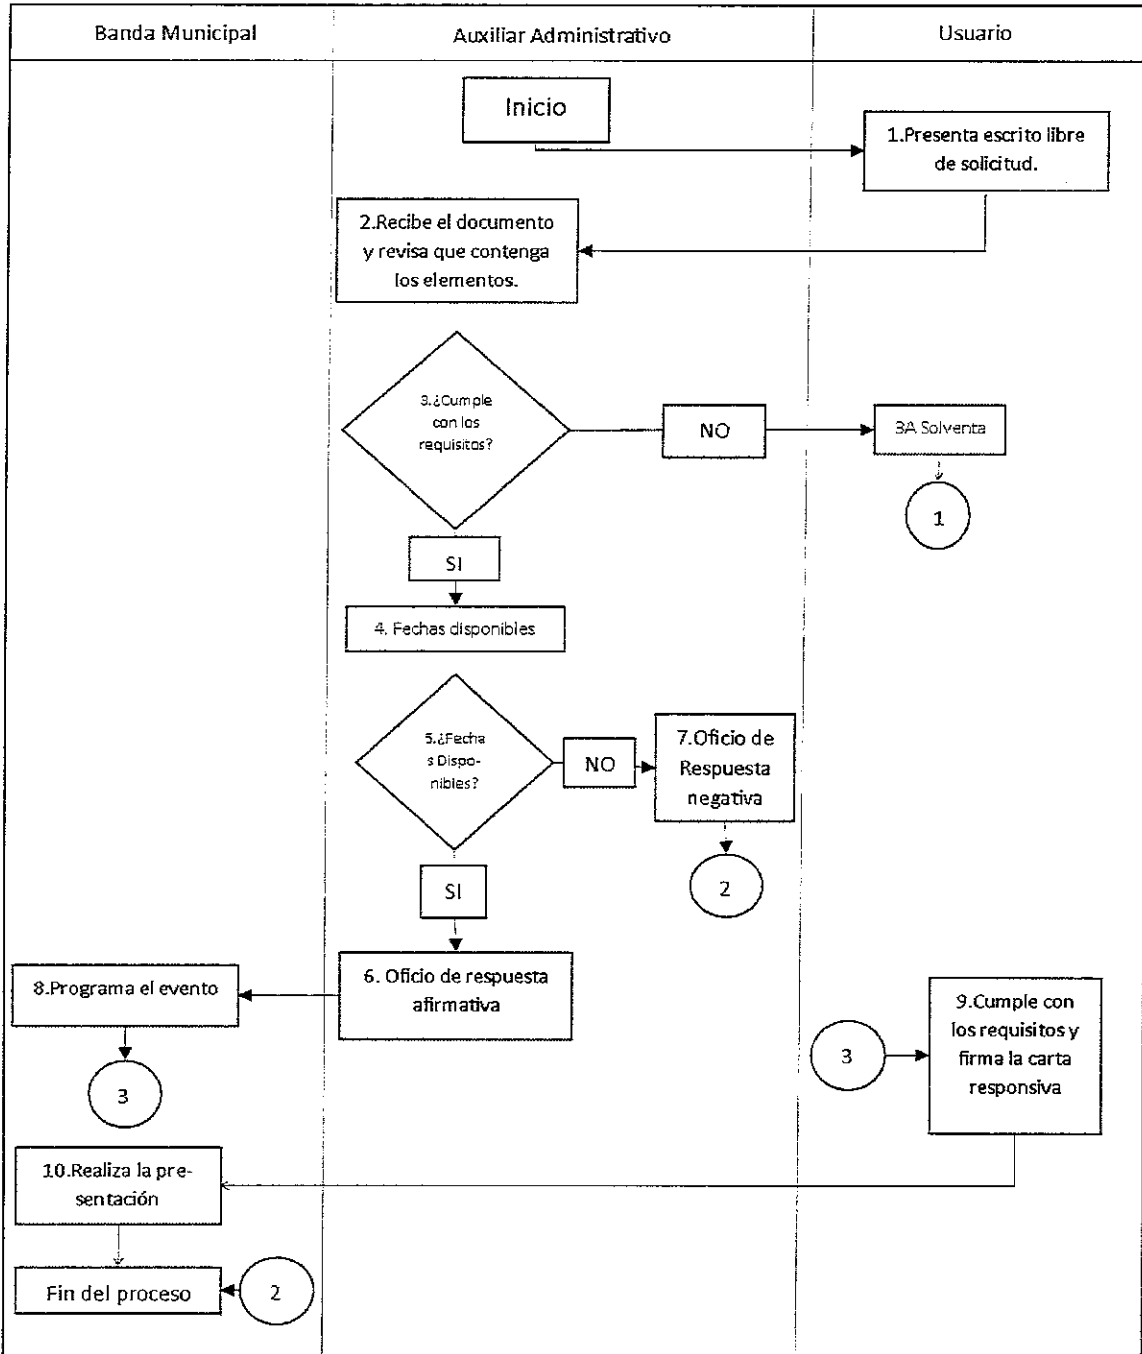 Banda Municipal
Auxiliar Administrativo
Usuario
Inicio
1.Presenta escrito libre
de solicitud.
2.Recibe el documento
y revisa que contenga
los elementos.
3.¿Cumple
con los
requisitos?
NO
3A Solventa
1
SI
4. Fechas disponibles
5.¿Fecha
s Dispo-
nibles?
NO
7.Oficio de
Respuesta
negativa
2
SI
6. Oficio de respuesta
afirmativa
8.Programa el evento
3
3
9.Cumple con
los requisitos y
firma la carta
responsiva
10.Realiza la pre-
sentación
Fin del proceso
2